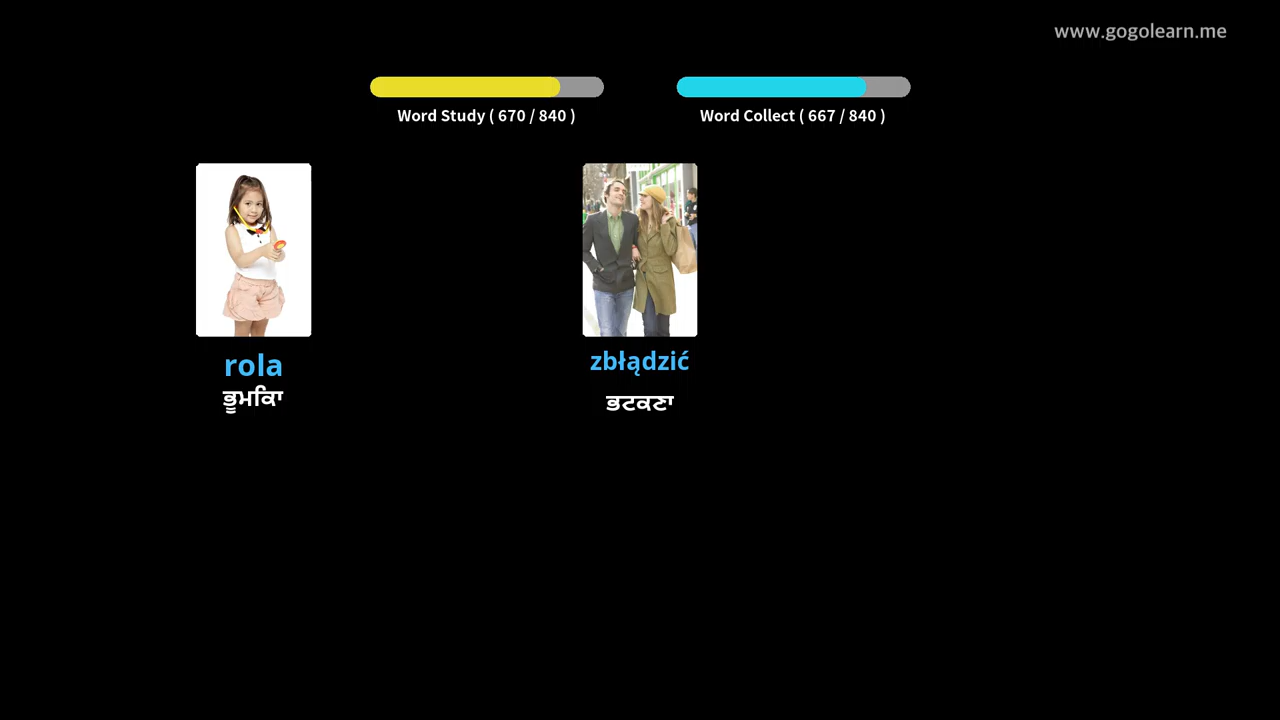 www.gogolearn.me
Word Study ( 670 / 840 )
Word Collect ( 667 / 840 )
rola
ਭੂਮਿਕਾ
zbłądzić
ਭਟਕਣਾ